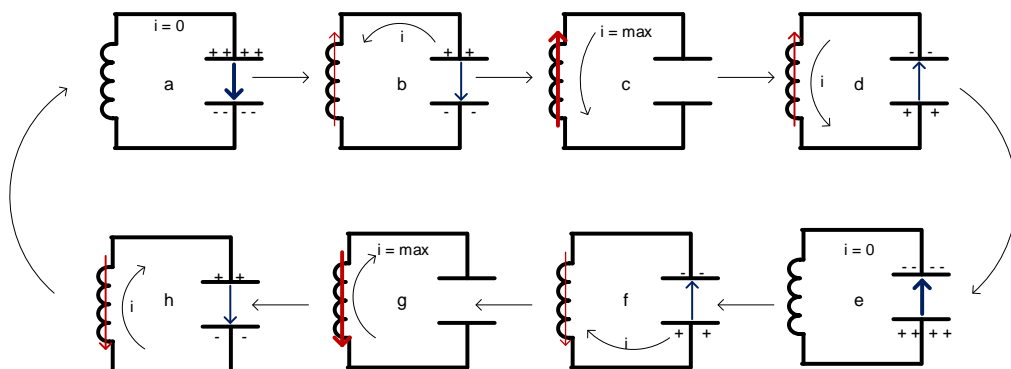 i = 0
+ + + +
a
- - - -
i
+ +
b
- -
i = max
c
- -
i
d
+ +
+ +
i
h
- -
i = max
g
- -
f
i
+ +
i = 0
- - - -
e
+ + + +